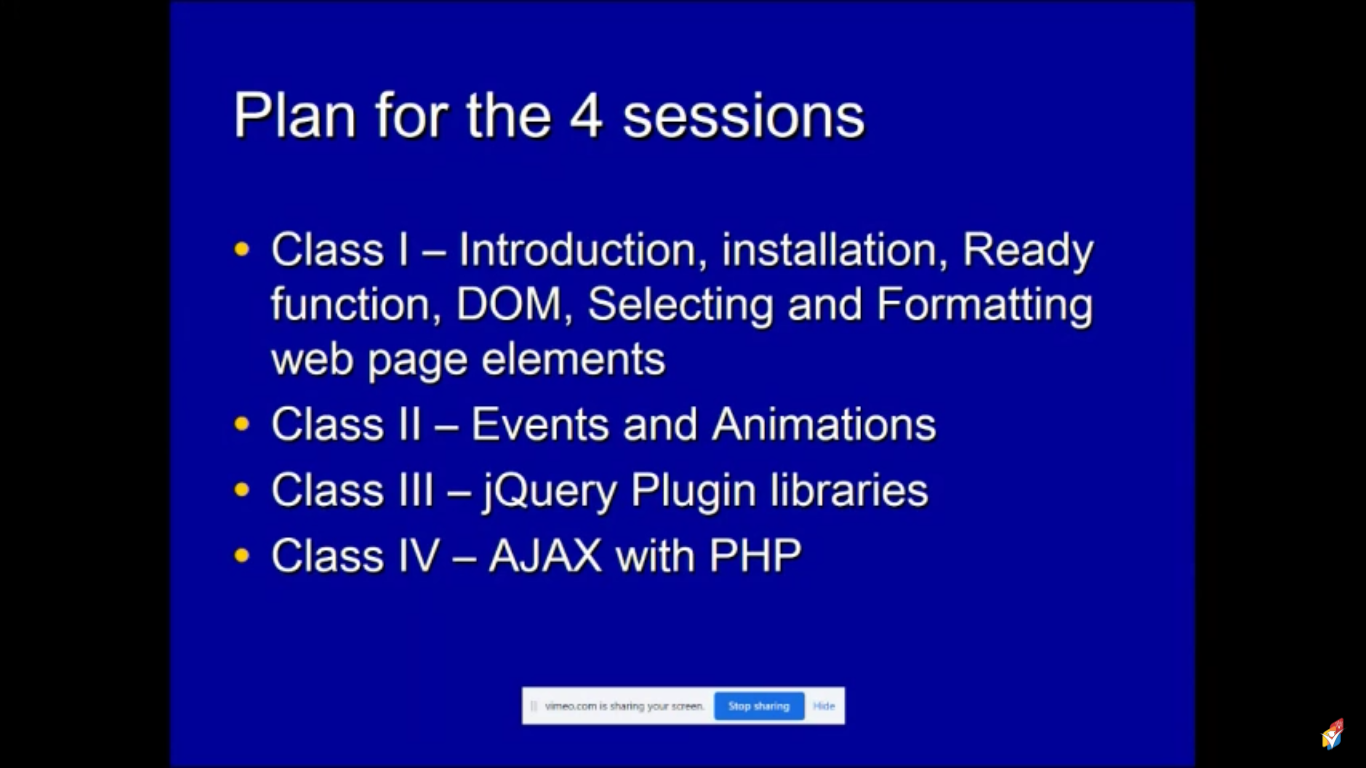 Plan for the 4 sessions
• Class I – Introduction, installation, Ready
function, DOM, Selecting and Formatting
web page elements
• Class II – Events and Animations
• Class III – jQuery Plugin libraries
• Class IV – AJAX with PHP
vimeo.com is sharing your screen. Stop sharing Hide